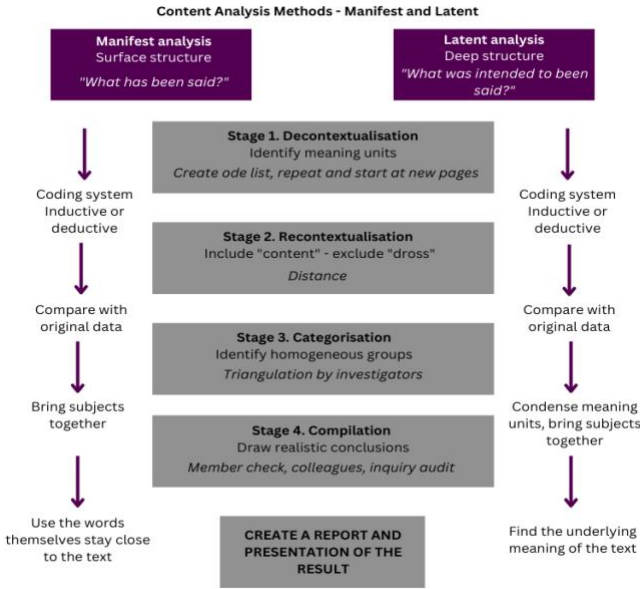 Content Analysis Methods - Manifest and Latent
Manifest analysis
Surface structure
"What has been said?"
Latent analysis
Deep structure
"What was intended to been
said?"
Stage 1. Decontextualisation
Identify meaning units
Create ode list, repeat and start at new pages
Coding system
Inductive or
deductive
Coding system
Inductive or
deductive
Stage 2. Recontextualisation
Include "content" - exclude "dross"
Distance
Compare with
original data
Compare with
original data
Stage 3. Categorisation
Identify homogeneous groups
Triangulation by investigators
Bring subjects
together
Condense meaning
units, bring subjects
together
Stage 4. Compilation
Draw realistic conclusions
Member check, colleagues, inquiry audit
Use the words
themselves stay close
to the text
Find the underlying
meaning of the text
CREATE A REPORT AND
PRESENTATION OF THE
RESULT